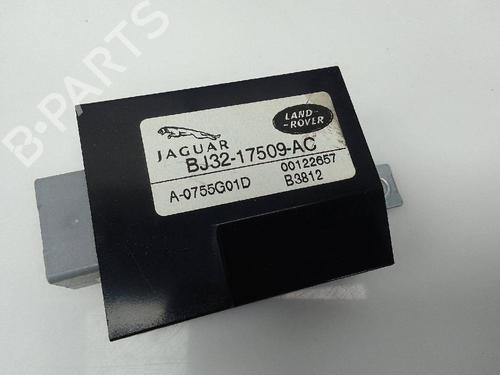 JAGUAR
LAND-
-ROVER
BJ32-17509-AC
00122657
A-0755G01D
B3812
B-PARTS